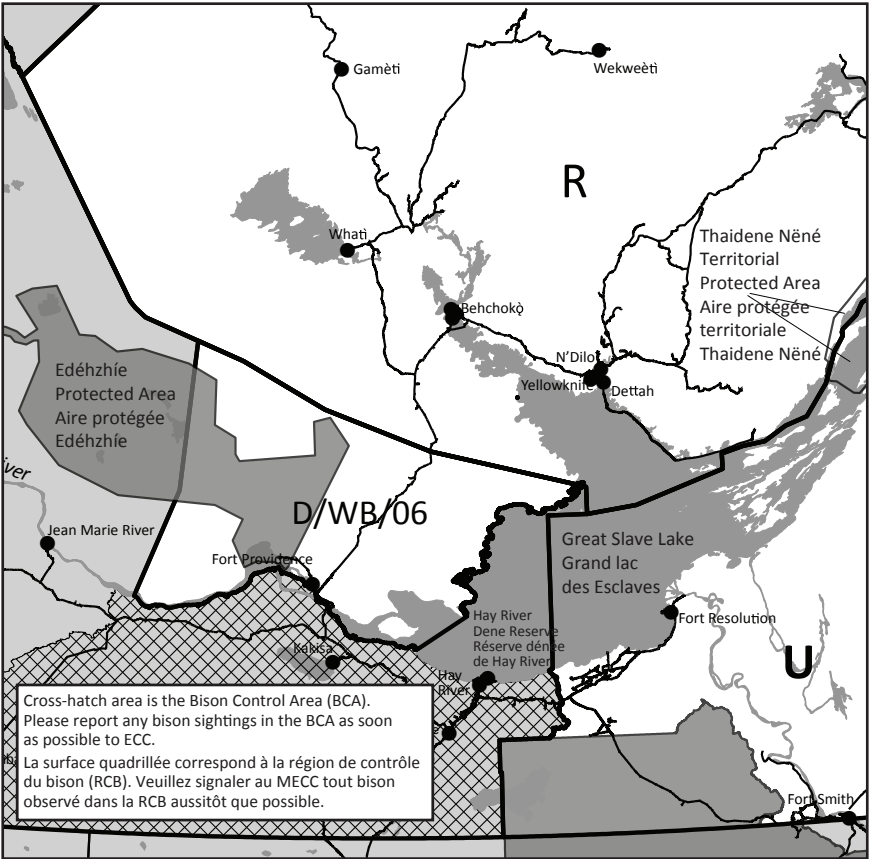 Gamètì
Wekweètì
R
Whatì
Thaidene Nëné
Territorial
Protected Area
Aire protégée
territoriale
Thaidene Nëné
Behchokǫ̀
N'Dilo
Yellowknife
Dettah
Edéhzhíe
Protected Area
Aire protégée
Edéhzhíe
iver
D/WB/06
Jean Marie River
Fort Providence
Great Slave Lake
Grand lac
des Esclaves
Hay River
Dene Reserve
Réserve dénée
de Hay River
Fort Resolution
Kakisa
U
Hay
River
Cross-hatch area is the Bison Control Area (BCA).
Please report any bison sightings in the BCA as soon
as possible to ECC.
La surface quadrillée correspond à la région de contrôle
du bison (RCB). Veuillez signaler au MECC tout bison
observé dans la RCB aussitôt que possible.
Fort Smith